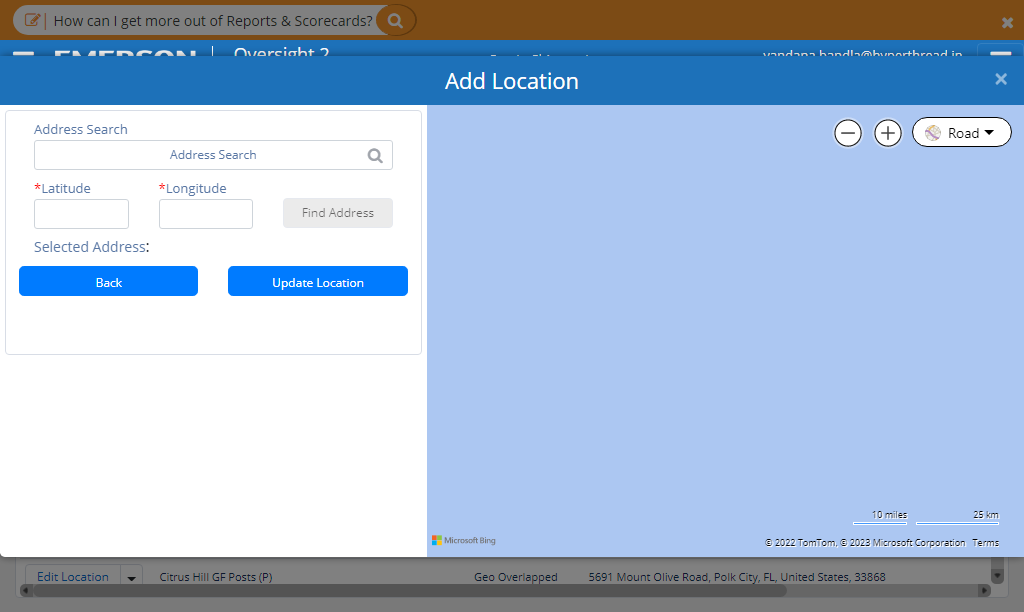 How can I get more out of Reports & Scorecards?
EMERSON Oversight 2 vandana.bandla@hyperthread.in
Add Location
Address Search
Address Search
*Latitude *Longitude
Find Address
Selected Address:
Back Update Location
Road
10 miles 25 km
Microsoft Bing
© 2022 TomTom, © 2023 Microsoft Corporation Terms
Edit Location Citrus Hill GF Posts (P) Geo Overlapped 5691 Mount Olive Road, Polk City, FL, United States, 33868